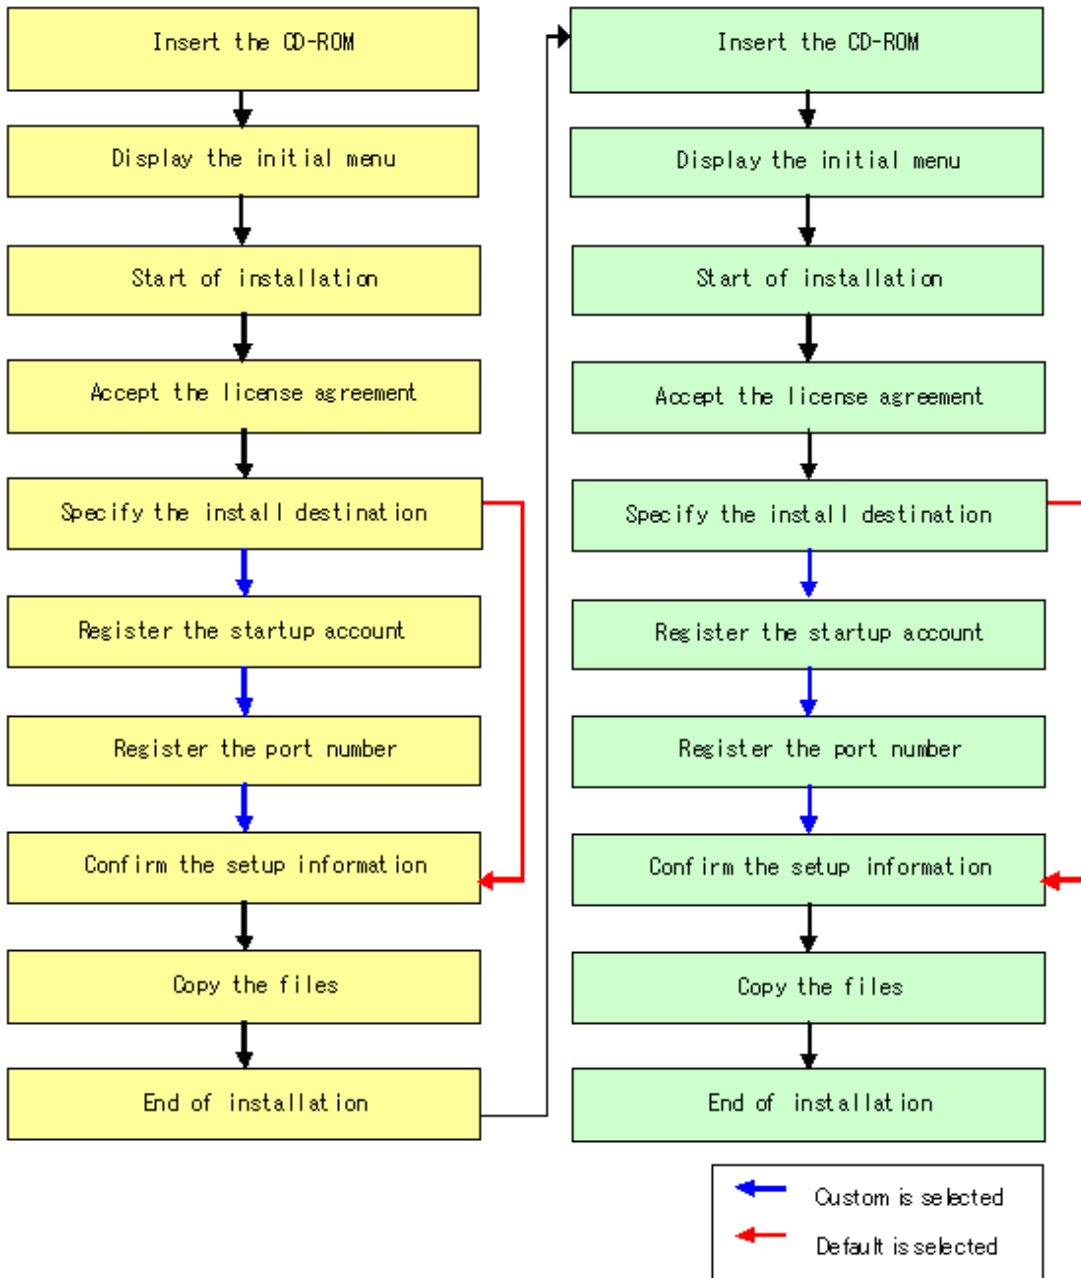 Insert the CD-ROM
Display the initial menu
Start of installation
Accept the license agreement
Specify the install destination
Register the startup account
Register the port number
Confirm the setup information
Copy the files
End of installation
Insert the CD-ROM
Display the initial menu
Start of installation
Accept the license agreement
Specify the install destination
Register the startup account
Register the port number
Confirm the setup information
Copy the files
End of installation
Custom is selected
Default is selected